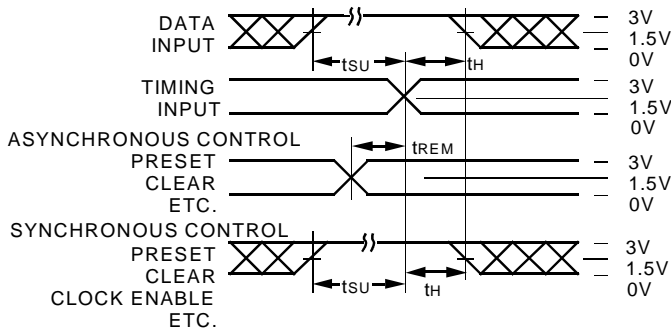 DATA
INPUT
3V
1.5V
0V
tSU
tH
TIMING
INPUT
3V
1.5V
0V
ASYNCHRONOUS CONTROL
PRESET
CLEAR
ETC.
tREM
3V
1.5V
0V
SYNCHRONOUS CONTROL
PRESET
CLEAR
CLOCK ENABLE
ETC.
tSU
tH
3V
1.5V
0V